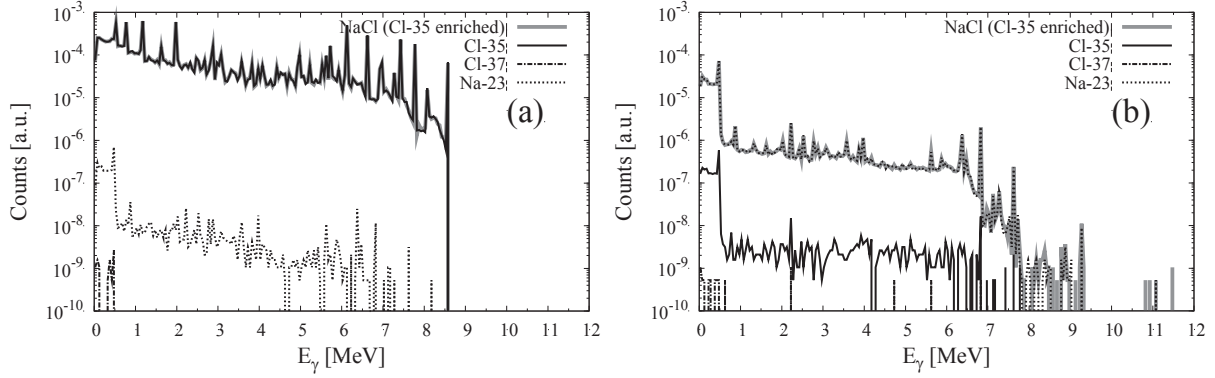 10⁻³
10⁻⁴
10⁻⁵
10⁻⁶
10⁻⁷
10⁻⁸
10⁻⁹
10⁻¹⁰
Counts [a.u.]
NaCl (Cl-35 enriched)
Cl-35
Cl-37
Na-23
(a)
0 1 2 3 4 5 6 7 8 9 10 11 12
E_γ [MeV]
10⁻³
10⁻⁴
10⁻⁵
10⁻⁶
10⁻⁷
10⁻⁸
10⁻⁹
10⁻¹⁰
Counts [a.u.]
NaCl (Cl-35 enriched)
Cl-35
Cl-37
Na-23
(b)
0 1 2 3 4 5 6 7 8 9 10 11 12
E_γ [MeV]